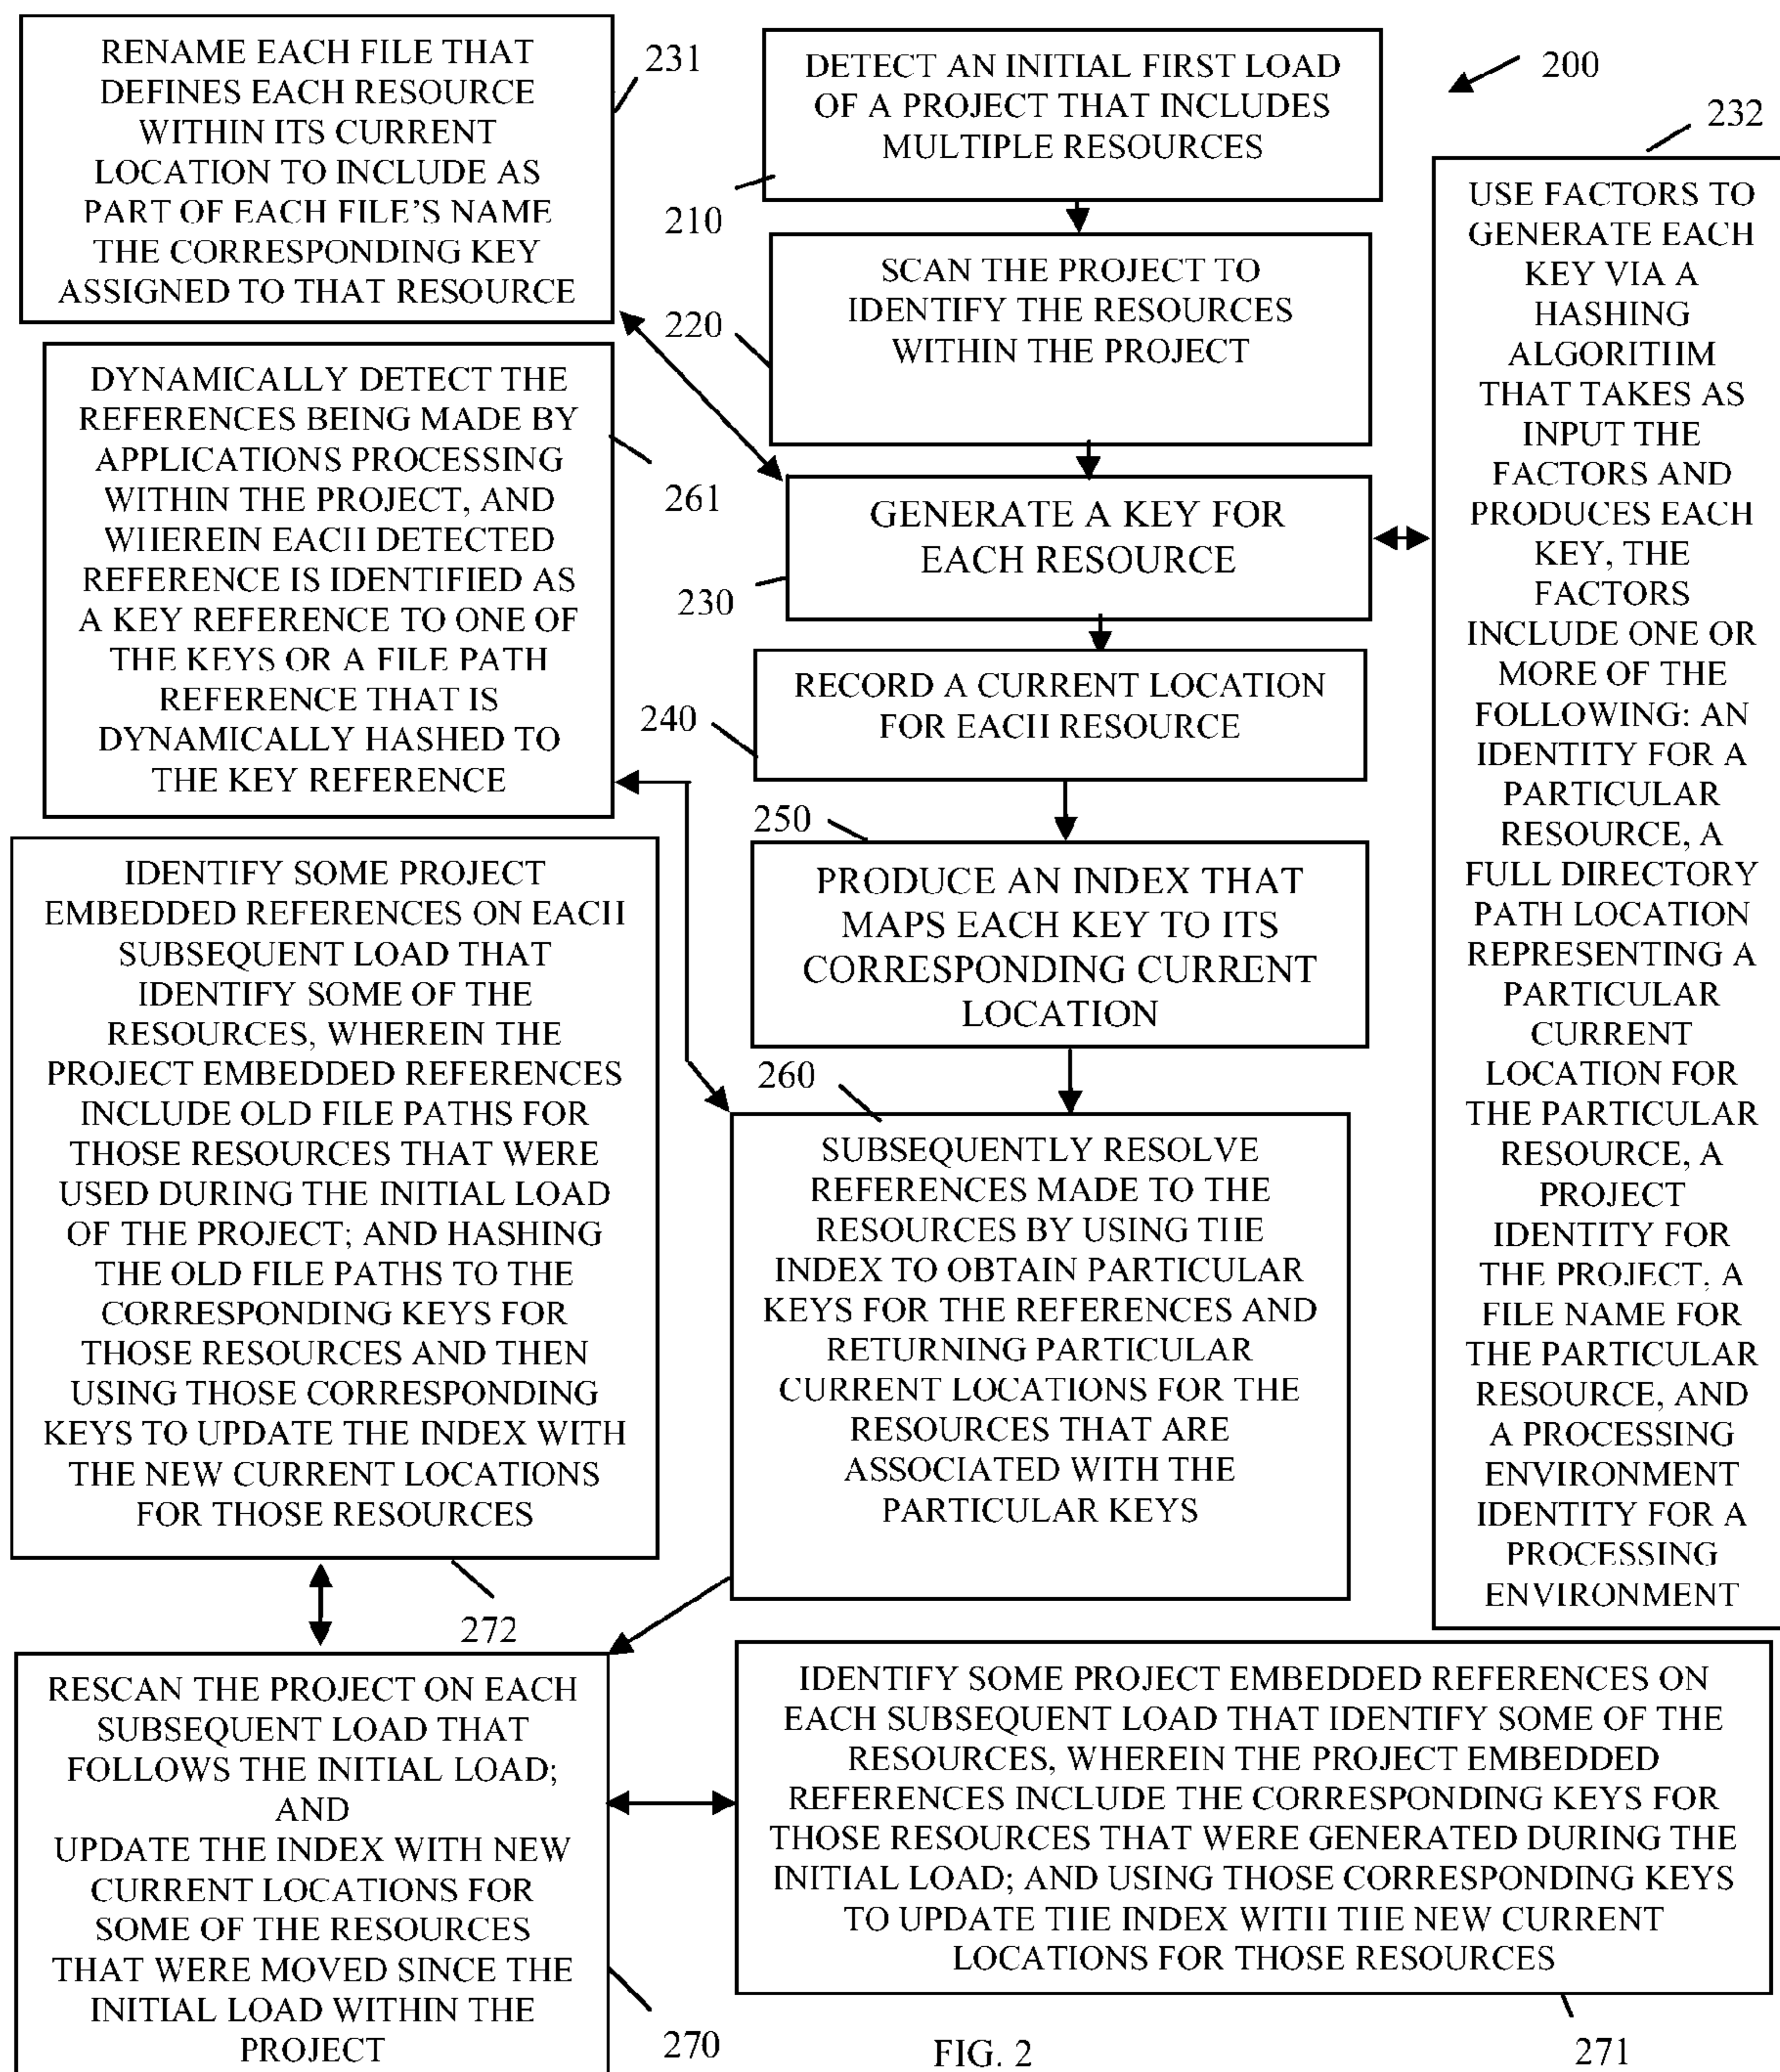 RENAME EACH FILE THAT
DEFINES EACH RESOURCE
WITHIN ITS CURRENT
LOCATION TO INCLUDE AS
PART OF EACH FILE'S NAME
THE CORRESPONDING KEY
ASSIGNED TO THAT RESOURCE
231
DETECT AN INITIAL FIRST LOAD
OF A PROJECT THAT INCLUDES
MULTIPLE RESOURCES
210
200
232
SCAN THE PROJECT TO
IDENTIFY THE RESOURCES
WITHIN THE PROJECT
220
USE FACTORS TO
GENERATE EACH
KEY VIA A
HASHING
ALGORITHM
THAT TAKES AS
INPUT THE
FACTORS AND
PRODUCES EACH
KEY, THE
FACTORS
INCLUDE ONE OR
MORE OF THE
FOLLOWING: AN
IDENTITY FOR A
PARTICULAR
RESOURCE, A
FULL DIRECTORY
PATH LOCATION
REPRESENTING A
PARTICULAR
CURRENT
LOCATION FOR
THE PARTICULAR
RESOURCE, A
PROJECT
IDENTITY FOR
THE PROJECT, A
FILE NAME FOR
THE PARTICULAR
RESOURCE, AND
A PROCESSING
ENVIRONMENT
IDENTITY FOR A
PROCESSING
ENVIRONMENT
DYNAMICALLY DETECT THE
REFERENCES BEING MADE BY
APPLICATIONS PROCESSING
WITHIN THE PROJECT, AND
WHEREIN EACH DETECTED
REFERENCE IS IDENTIFIED AS
A KEY REFERENCE TO ONE OF
THE KEYS OR A FILE PATH
REFERENCE THAT IS
DYNAMICALLY HASHED TO
THE KEY REFERENCE
261
GENERATE A KEY FOR
EACH RESOURCE
230
RECORD A CURRENT LOCATION
FOR EACH RESOURCE
240
250
PRODUCE AN INDEX THAT
MAPS EACH KEY TO ITS
CORRESPONDING CURRENT
LOCATION
260
IDENTIFY SOME PROJECT
EMBEDDED REFERENCES ON EACH
SUBSEQUENT LOAD THAT
IDENTIFY SOME OF THE
RESOURCES, WHEREIN THE
PROJECT EMBEDDED REFERENCES
INCLUDE OLD FILE PATHS FOR
THOSE RESOURCES THAT WERE
USED DURING THE INITIAL LOAD
OF THE PROJECT; AND HASHING
THE OLD FILE PATHS TO THE
CORRESPONDING KEYS FOR
THOSE RESOURCES AND THEN
USING THOSE CORRESPONDING
KEYS TO UPDATE THE INDEX WITH
THE NEW CURRENT LOCATIONS
FOR THOSE RESOURCES
272
SUBSEQUENTLY RESOLVE
REFERENCES MADE TO THE
RESOURCES BY USING THE
INDEX TO OBTAIN PARTICULAR
KEYS FOR THE REFERENCES AND
RETURNING PARTICULAR
CURRENT LOCATIONS FOR THE
RESOURCES THAT ARE
ASSOCIATED WITH THE
PARTICULAR KEYS
RESCAN THE PROJECT ON EACH
SUBSEQUENT LOAD THAT
FOLLOWS THE INITIAL LOAD;
AND
UPDATE THE INDEX WITH NEW
CURRENT LOCATIONS FOR
SOME OF THE RESOURCES
THAT WERE MOVED SINCE THE
INITIAL LOAD WITHIN THE
PROJECT
270
IDENTIFY SOME PROJECT EMBEDDED REFERENCES ON
EACH SUBSEQUENT LOAD THAT IDENTIFY SOME OF THE
RESOURCES, WHEREIN THE PROJECT EMBEDDED
REFERENCES INCLUDE THE CORRESPONDING KEYS FOR
THOSE RESOURCES THAT WERE GENERATED DURING THE
INITIAL LOAD; AND USING THOSE CORRESPONDING KEYS
TO UPDATE THE INDEX WITH THE NEW CURRENT
LOCATIONS FOR THOSE RESOURCES
271
FIG. 2